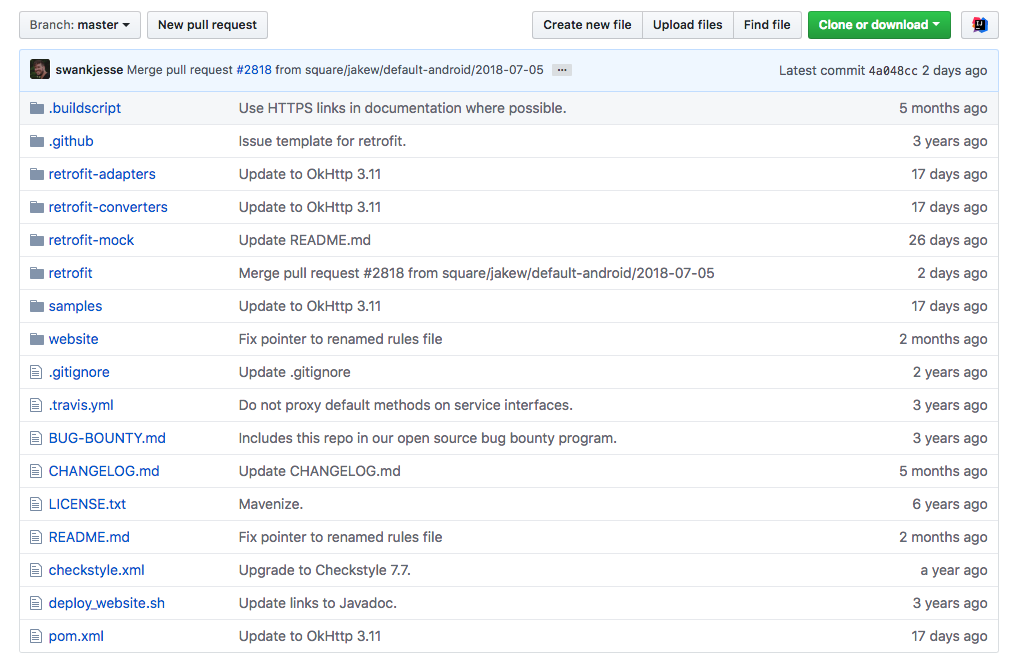 Branch: master New pull request Create new file Upload files Find file Clone or download
swankjesse Merge pull request #2818 from square/jakew/default-android/2018-07-05 ... Latest commit 4a048cc 2 days ago
.buildscript Use HTTPS links in documentation where possible. 5 months ago
.github Issue template for retrofit. 3 years ago
retrofit-adapters Update to OkHttp 3.11 17 days ago
retrofit-converters Update to OkHttp 3.11 17 days ago
retrofit-mock Update README.md 26 days ago
retrofit Merge pull request #2818 from square/jakew/default-android/2018-07-05 2 days ago
samples Update to OkHttp 3.11 17 days ago
website Fix pointer to renamed rules file 2 months ago
.gitignore Update .gitignore 2 years ago
.travis.yml Do not proxy default methods on service interfaces. 3 years ago
BUG-BOUNTY.md Includes this repo in our open source bug bounty program. 3 years ago
CHANGELOG.md Update CHANGELOG.md 5 months ago
LICENSE.txt Mavenize. 6 years ago
README.md Fix pointer to renamed rules file 2 months ago
checkstyle.xml Upgrade to Checkstyle 7.7. a year ago
deploy_website.sh Update links to Javadoc. 3 years ago
pom.xml Update to OkHttp 3.11 17 days ago